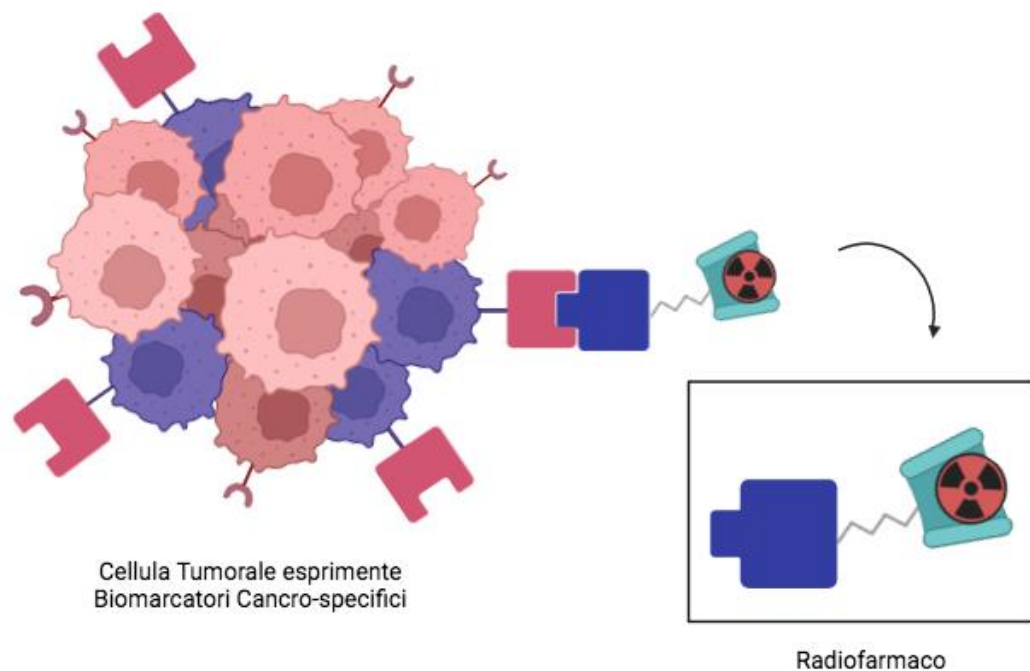 Cellula Tumorale esprimente
Biomarcatori Cancro-specifici
Radiofarmaco